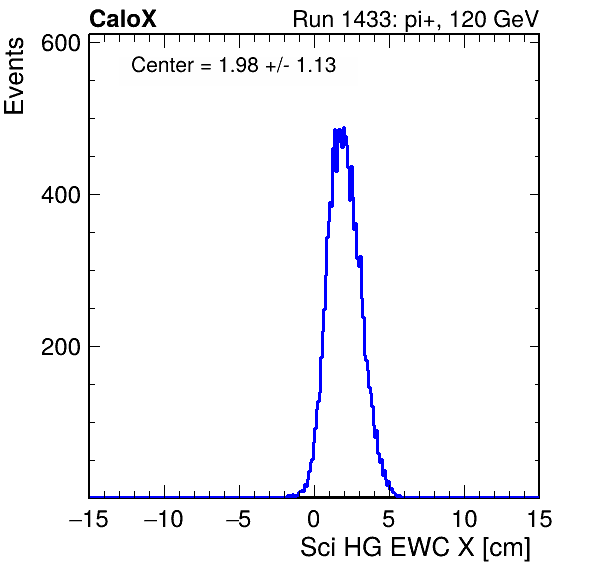 CaloX Run 1433: pi+, 120 GeV
Center = 1.98 +/- 1.13
Events
600
400
200
−15 −10 −5 0 5 10 15
Sci HG EWC X [cm]